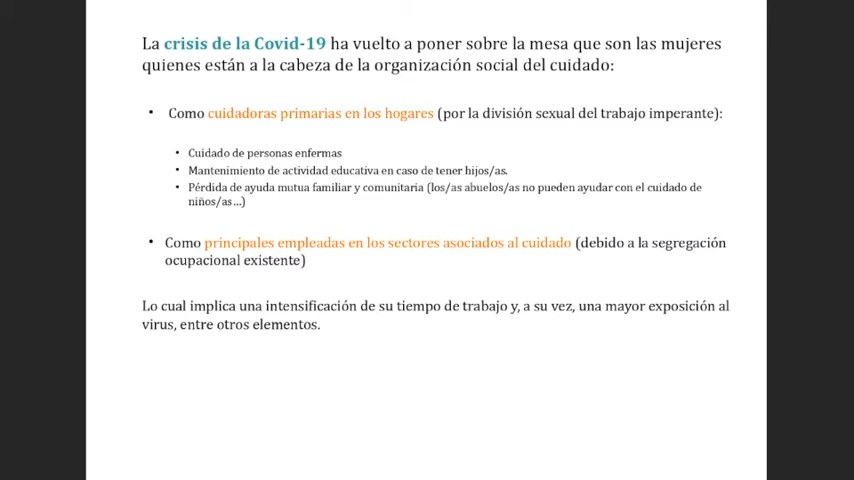 La crisis de la Covid-19 ha vuelto a poner sobre la mesa que son las mujeres
quienes están a la cabeza de la organización social del cuidado:
• Como cuidadoras primarias en los hogares (por la división sexual del trabajo imperante):
• Cuidado de personas enfermas
• Mantenimiento de actividad educativa en caso de tener hijos/as.
• Pérdida de ayuda mutua familiar y comunitaria (los/as abuelos/as no pueden ayudar con el cuidado de
niños/as...)
• Como principales empleadas en los sectores asociados al cuidado (debido a la segregación
ocupacional existente)
Lo cual implica una intensificación de su tiempo de trabajo y, a su vez, una mayor exposición al
virus, entre otros elementos.